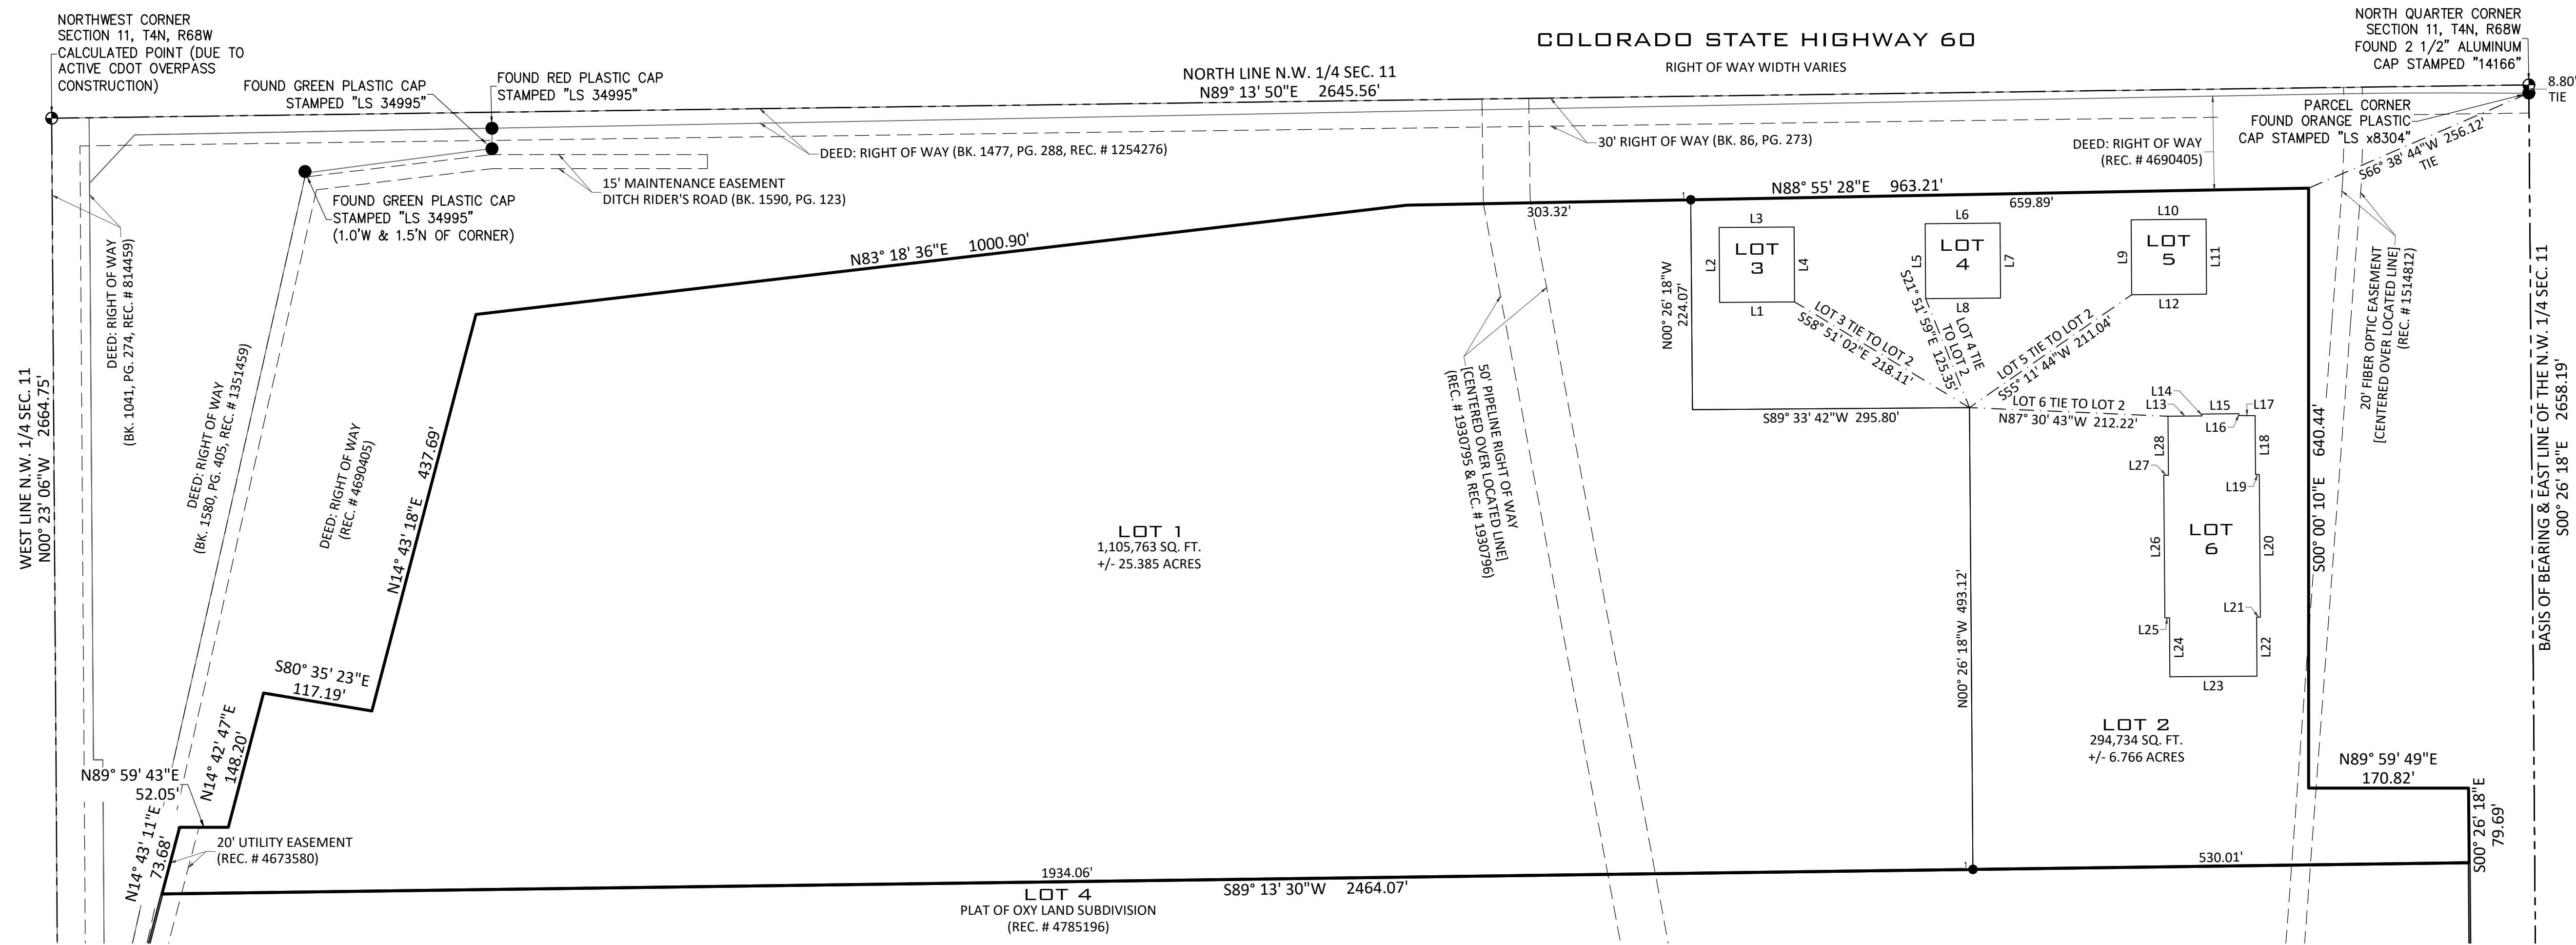 NORTHWEST CORNER
SECTION 11, T4N, R68W
CALCULATED POINT (DUE TO
ACTIVE CDOT OVERPASS
CONSTRUCTION)
FOUND GREEN PLASTIC CAP
STAMPED "LS 34995"
FOUND RED PLASTIC CAP
STAMPED "LS 34995"
NORTH LINE N.W. 1/4 SEC. 11
N89° 13' 50"E 2645.56'
COLORADO STATE HIGHWAY 60
RIGHT OF WAY WIDTH VARIES
NORTH QUARTER CORNER
SECTION 11, T4N, R68W
FOUND 2 1/2" ALUMINUM
CAP STAMPED "14166"
8.80'
TIE
PARCEL CORNER
FOUND ORANGE PLASTIC
CAP STAMPED "LS x8304"
S66° 38' 44"W 256.12'
TIE
DEED: RIGHT OF WAY
(REC. # 4690405)
30' RIGHT OF WAY (BK. 86, PG. 273)
DEED: RIGHT OF WAY (BK. 1477, PG. 288, REC. # 1254276)
15' MAINTENANCE EASEMENT
DITCH RIDER'S ROAD (BK. 1590, PG. 123)
FOUND GREEN PLASTIC CAP
STAMPED "LS 34995"
(1.0'W & 1.5'N OF CORNER)
DEED: RIGHT OF WAY
(BK. 1041, PG. 274, REC. # 814459)
WEST LINE N.W. 1/4 SEC. 11
N00° 23' 06"W 2664.75'
DEED: RIGHT OF WAY
(BK. 1580, PG. 405, REC. # 1351459)
DEED: RIGHT OF WAY
(REC. # 4690405)
N14° 43' 18"E 437.69'
N83° 18' 36"E 1000.90'
303.32'
1
N88° 55' 28"E 963.21'
659.89'
N00° 26' 18"W
224.07'
L3
L2
LOT
3
L4
L1
L6
L5
LOT
4
L7
L8
L10
L9
LOT
5
L11
L12
LOT 3 TIE TO LOT 2
S58° 51' 02"E 218.11'
S21° 51' 59"E 125.35'
LOT 4 TIE
TO LOT 2
LOT 5 TIE TO LOT 2
S55° 11' 44"W 211.04'
LOT 6 TIE TO LOT 2
N87° 30' 43"W 212.22'
S89° 33' 42"W 295.80'
L14
L13
L15
L17
L16
L28
L18
L27
L19
LOT
6
L26
L20
L21
L25
L24
L22
L23
20' FIBER OPTIC EASEMENT
[CENTERED OVER LOCATED LINE]
(REC. # 1514812)
BASIS OF BEARING & EAST LINE OF THE N.W. 1/4 SEC. 11
S00° 26' 18"E 2658.19'
S00° 00' 10"E 640.44'
50' PIPELINE RIGHT OF WAY
[CENTERED OVER LOCATED LINE]
(REC. # 1930795 & REC. # 1930796)
LOT 1
1,105,763 SQ. FT.
+/- 25.385 ACRES
N00° 26' 18"W 493.12'
LOT 2
294,734 SQ. FT.
+/- 6.766 ACRES
N89° 59' 49"E
170.82'
S00° 26' 18"E
79.69'
S80° 35' 23"E
117.19'
N14° 42' 47"E
148.20'
N89° 59' 43"E
52.05'
N14° 43' 11"E
73.68'
20' UTILITY EASEMENT
(REC. # 4673580)
1934.06'
1
530.01'
S89° 13' 30"W 2464.07'
LOT 4
PLAT OF OXY LAND SUBDIVISION
(REC. # 4785196)